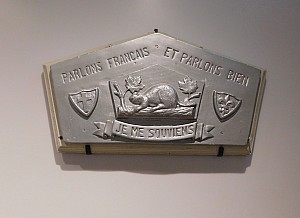 PARLONS FRANÇAIS ET PARLONS BIEN
JE ME SOUVIENS